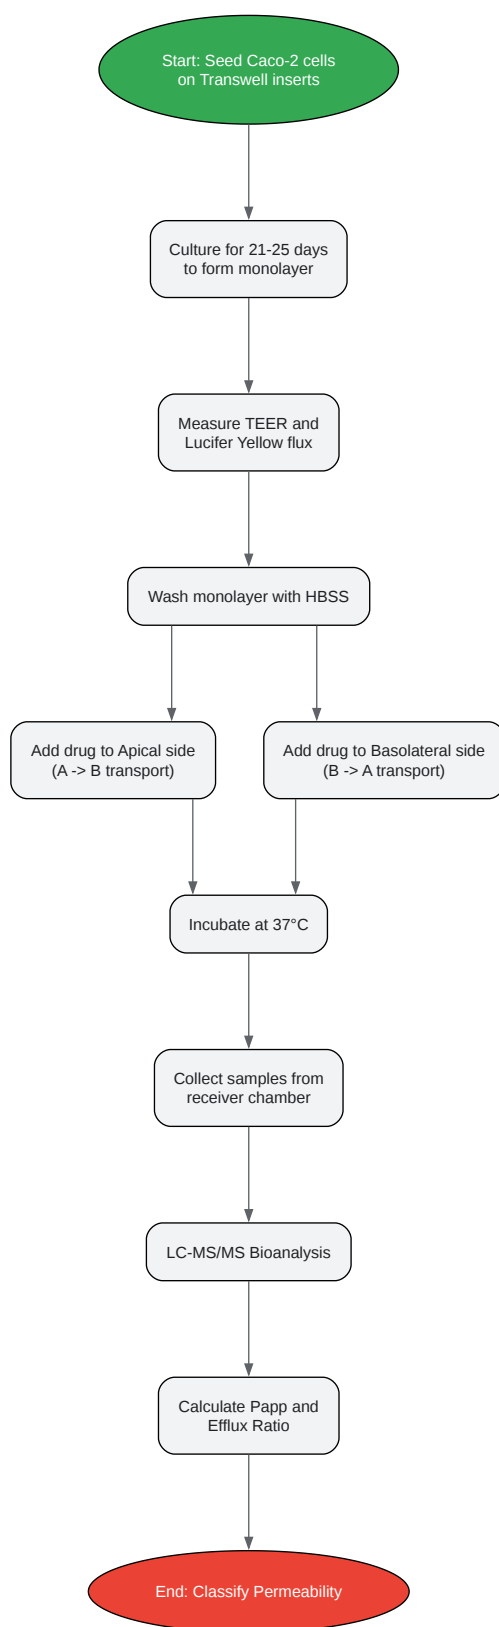 Start: Seed Caco-2 cells
on Transwell inserts
Culture for 21-25 days
to form monolayer
Measure TEER and
Lucifer Yellow flux
Wash monolayer with HBSS
Add drug to Apical side
(A -> B transport)
Add drug to Basolateral side
(B -> A transport)
Incubate at 37°C
Collect samples from
receiver chamber
LC-MS/MS Bioanalysis
Calculate Papp and
Efflux Ratio
End: Classify Permeability